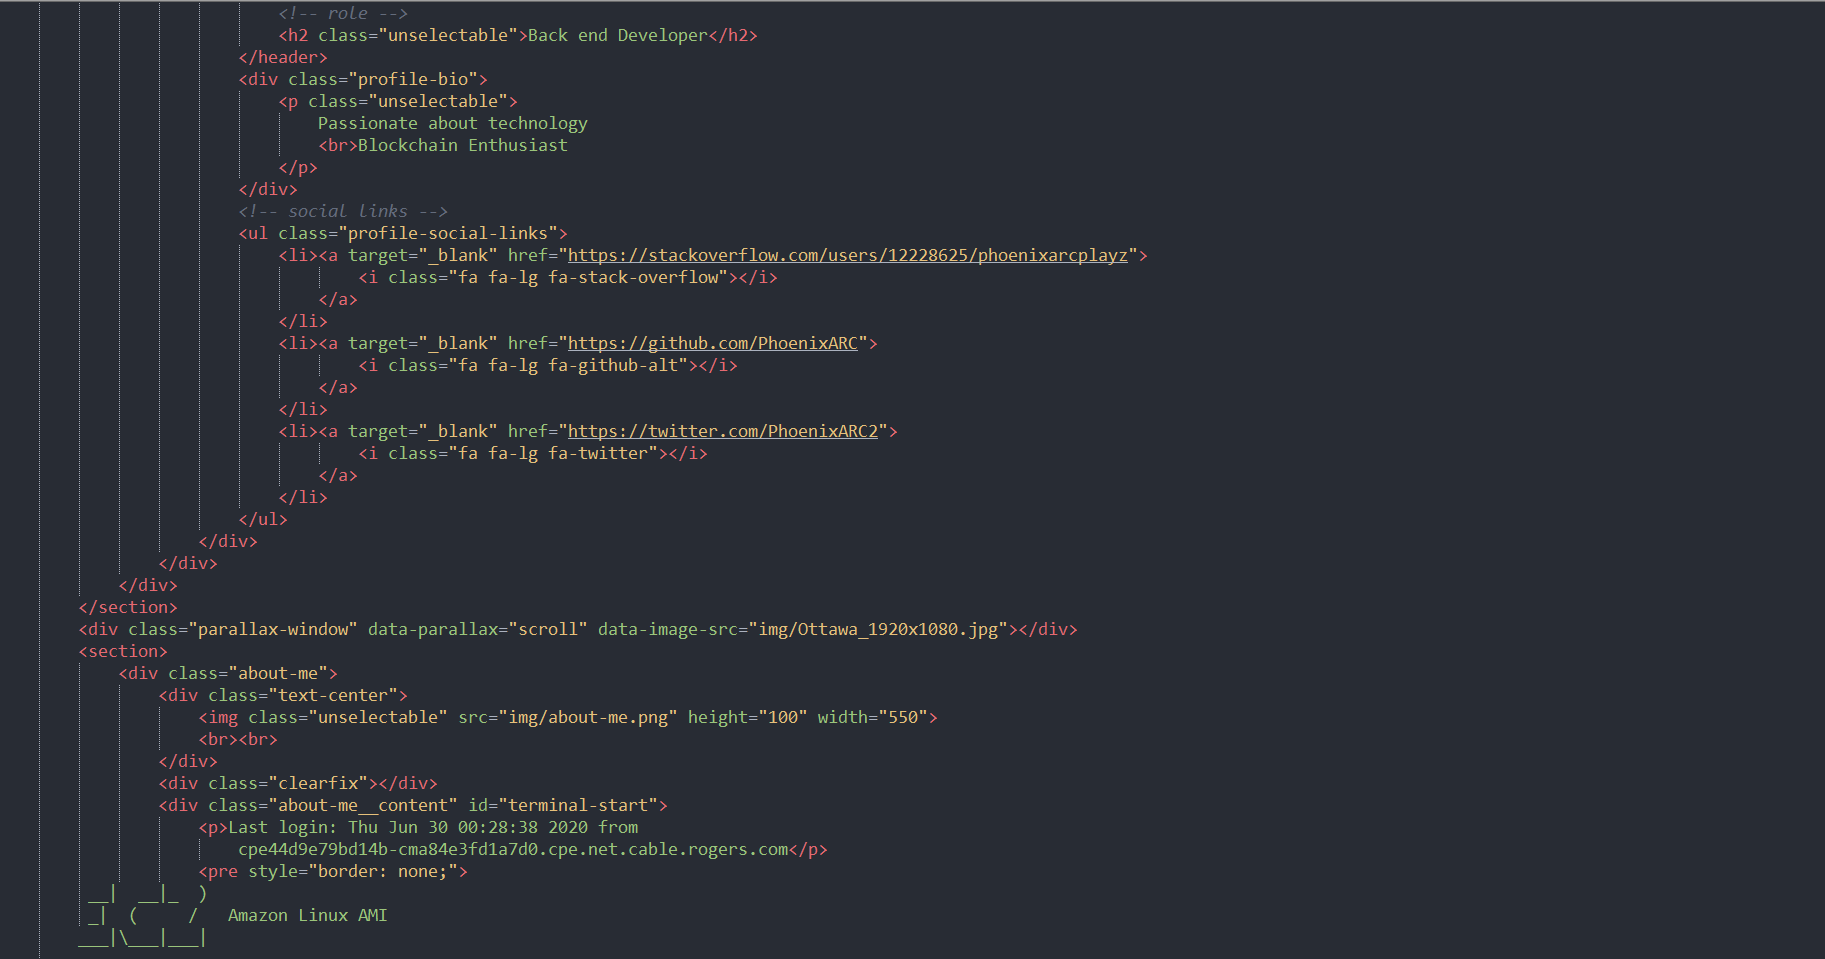 <!-- role -->
<h2 class="unselectable">Back end Developer</h2>
</header>
<div class="profile-bio">
<p class="unselectable">
Passionate about technology
<br>Blockchain Enthusiast
</p>
</div>
<!-- social links -->
<ul class="profile-social-links">
<li><a target="_blank" href="https://stackoverflow.com/users/12228625/phoenixarcplayz">
<i class="fa fa-lg fa-stack-overflow"></i>
</a>
</li>
<li><a target="_blank" href="https://github.com/PhoenixARC">
<i class="fa fa-lg fa-github-alt"></i>
</a>
</li>
<li><a target="_blank" href="https://twitter.com/PhoenixARC2">
<i class="fa fa-lg fa-twitter"></i>
</a>
</li>
</ul>
</div>
</div>
</div>
</section>
<div class="parallax-window" data-parallax="scroll" data-image-src="img/Ottawa_1920x1080.jpg"></div>
<section>
<div class="about-me">
<div class="text-center">
<img class="unselectable" src="img/about-me.png" height="100" width="550">
<br><br>
</div>
<div class="clearfix"></div>
<div class="about-me__content" id="terminal-start">
<p>Last login: Thu Jun 30 00:28:38 2020 from
cpe44d9e79bd14b-cma84e3fd1a7d0.cpe.net.cable.rogers.com</p>
<pre style="border: none;">
__|  __|_  )
_|  (     /   Amazon Linux AMI
___|\___|___|